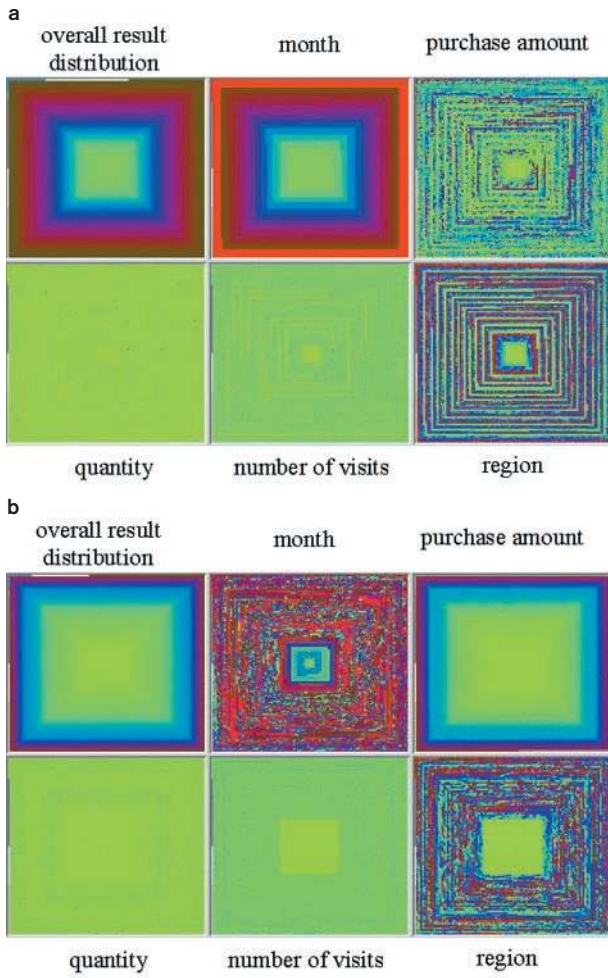 a
overall result
distribution
month
purchase amount
quantity
number of visits
region
b
overall result
distribution
month
purchase amount
quantity
number of visits
region